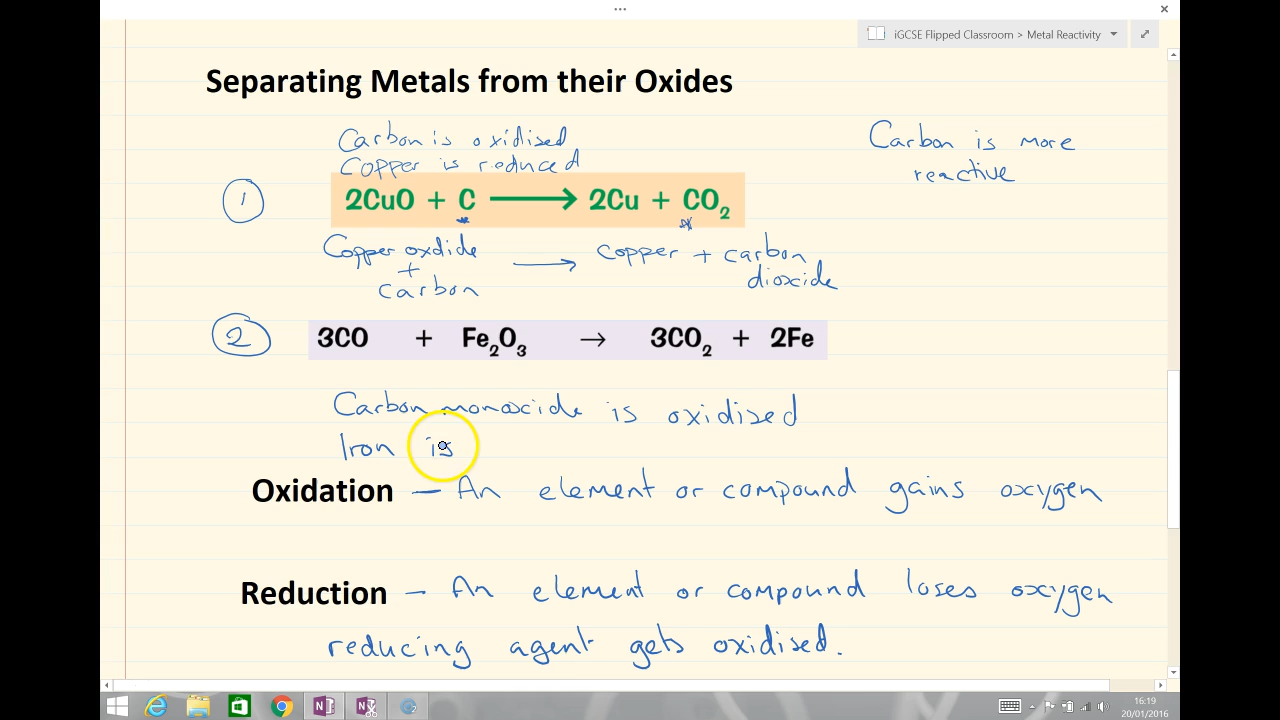 iGCSE Flipped Classroom > Metal Reactivity
Separating Metals from their Oxides
Carbon is oxidised
Copper is reduced
Carbon is more
reactive
1
2CuO + C ⟶ 2Cu + CO₂
Copper oxdide
+
carbon
→ copper + carbon
dioxide
2
3CO + Fe₂O₃ → 3CO₂ + 2Fe
Carbon monoxide is oxidised
Iron is
Oxidation – An element or compound gains oxygen
Reduction – An element or compound loses oxygen
reducing agent gets oxidised.
16:19
20/01/2016